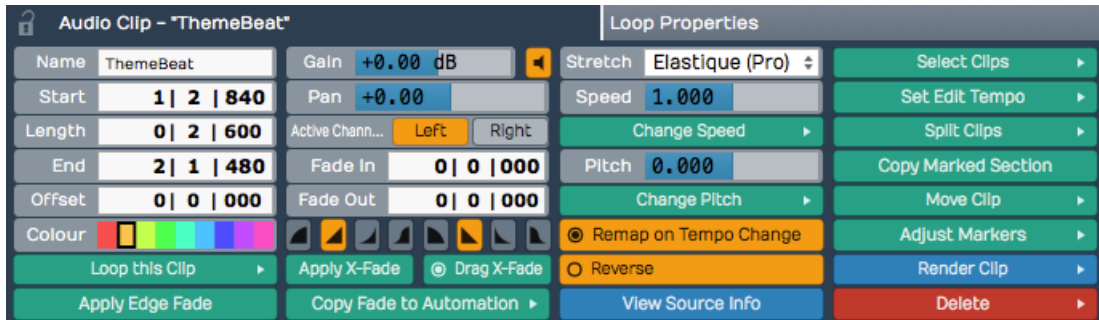 Audio Clip – "ThemeBeat"
Loop Properties
Name ThemeBeat
Gain +0.00 dB
Stretch Elastique (Pro)
Select Clips
Start 1| 2 |840
Pan +0.00
Speed 1.000
Set Edit Tempo
Length 0| 2 |600
Active Chann... Left Right
Change Speed
Split Clips
End 2| 1 |480
Fade In 0| 0 |000
Pitch 0.000
Copy Marked Section
Offset 0| 0 |000
Fade Out 0| 0 |000
Change Pitch
Move Clip
Colour
Remap on Tempo Change
Adjust Markers
Loop this Clip
Apply X-Fade
Drag X-Fade
Reverse
Render Clip
Apply Edge Fade
Copy Fade to Automation
View Source Info
Delete